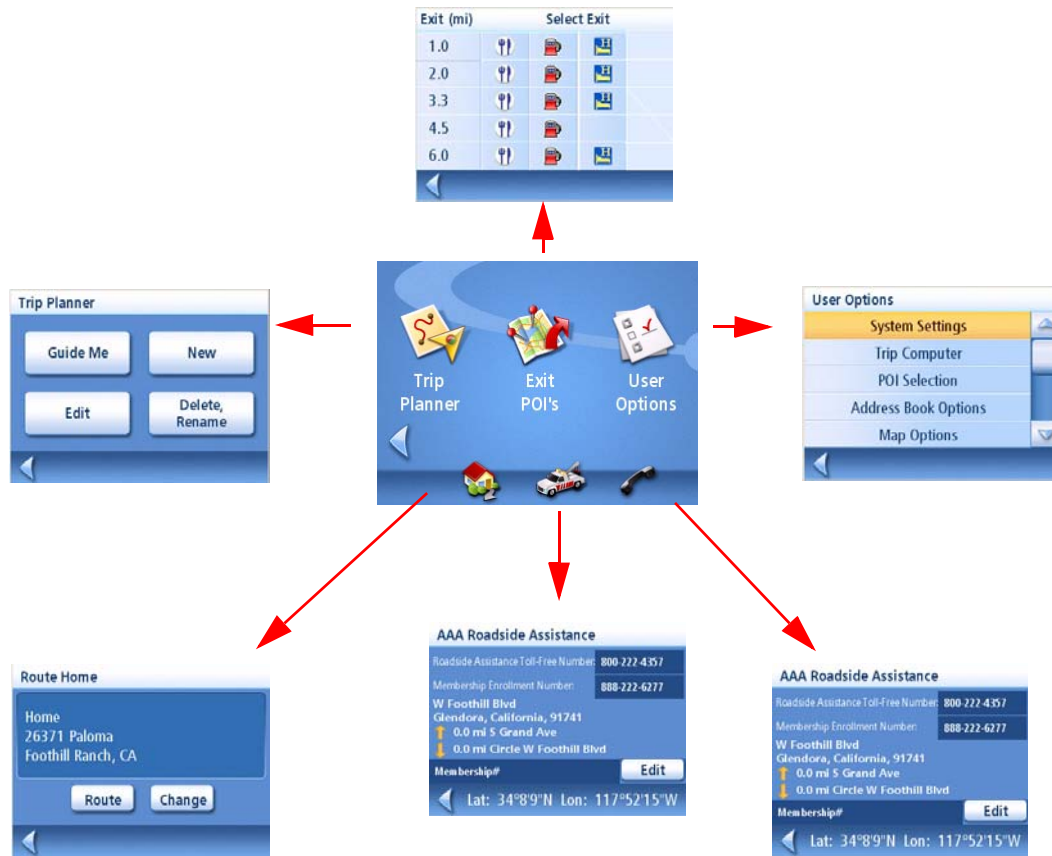 Exit (mi) Select Exit
1.0
2.0
3.3
4.5
6.0
Trip Planner
Guide Me New
Edit Delete,
Rename
Trip
Planner
Exit
POI's
User
Options
User Options
System Settings
Trip Computer
POI Selection
Address Book Options
Map Options
Route Home
Home
26371 Paloma
Foothill Ranch, CA
Route Change
AAA Roadside Assistance
Roadside Assistance Toll-Free Number: 800-222-4357
Membership Enrollment Number: 888-222-6277
W Foothill Blvd
Glendora, California, 91741
0.0 mi S Grand Ave
0.0 mi Circle W Foothill Blvd
Membership# Edit
Lat: 34°8'9"N Lon: 117°52'15"W
AAA Roadside Assistance
Roadside Assistance Toll-Free Number: 800-222-4357
Membership Enrollment Number: 888-222-6277
W Foothill Blvd
Glendora, California, 91741
0.0 mi S Grand Ave
0.0 mi Circle W Foothill Blvd
Membership# Edit
Lat: 34°8'9"N Lon: 117°52'15"W